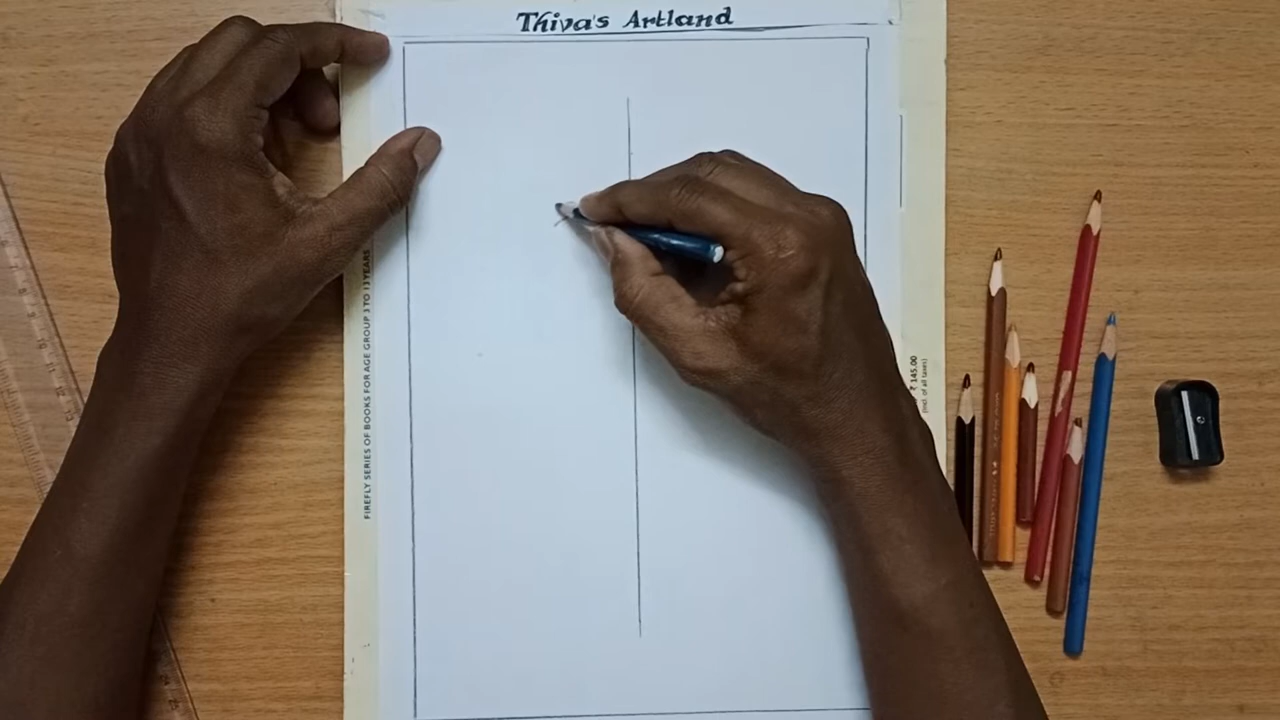 Thiva's Artland
FIREFLY SERIES OF BOOKS FOR AGE GROUP 3 TO 13 YEARS
₹ 145.00
(incl. of all taxes)